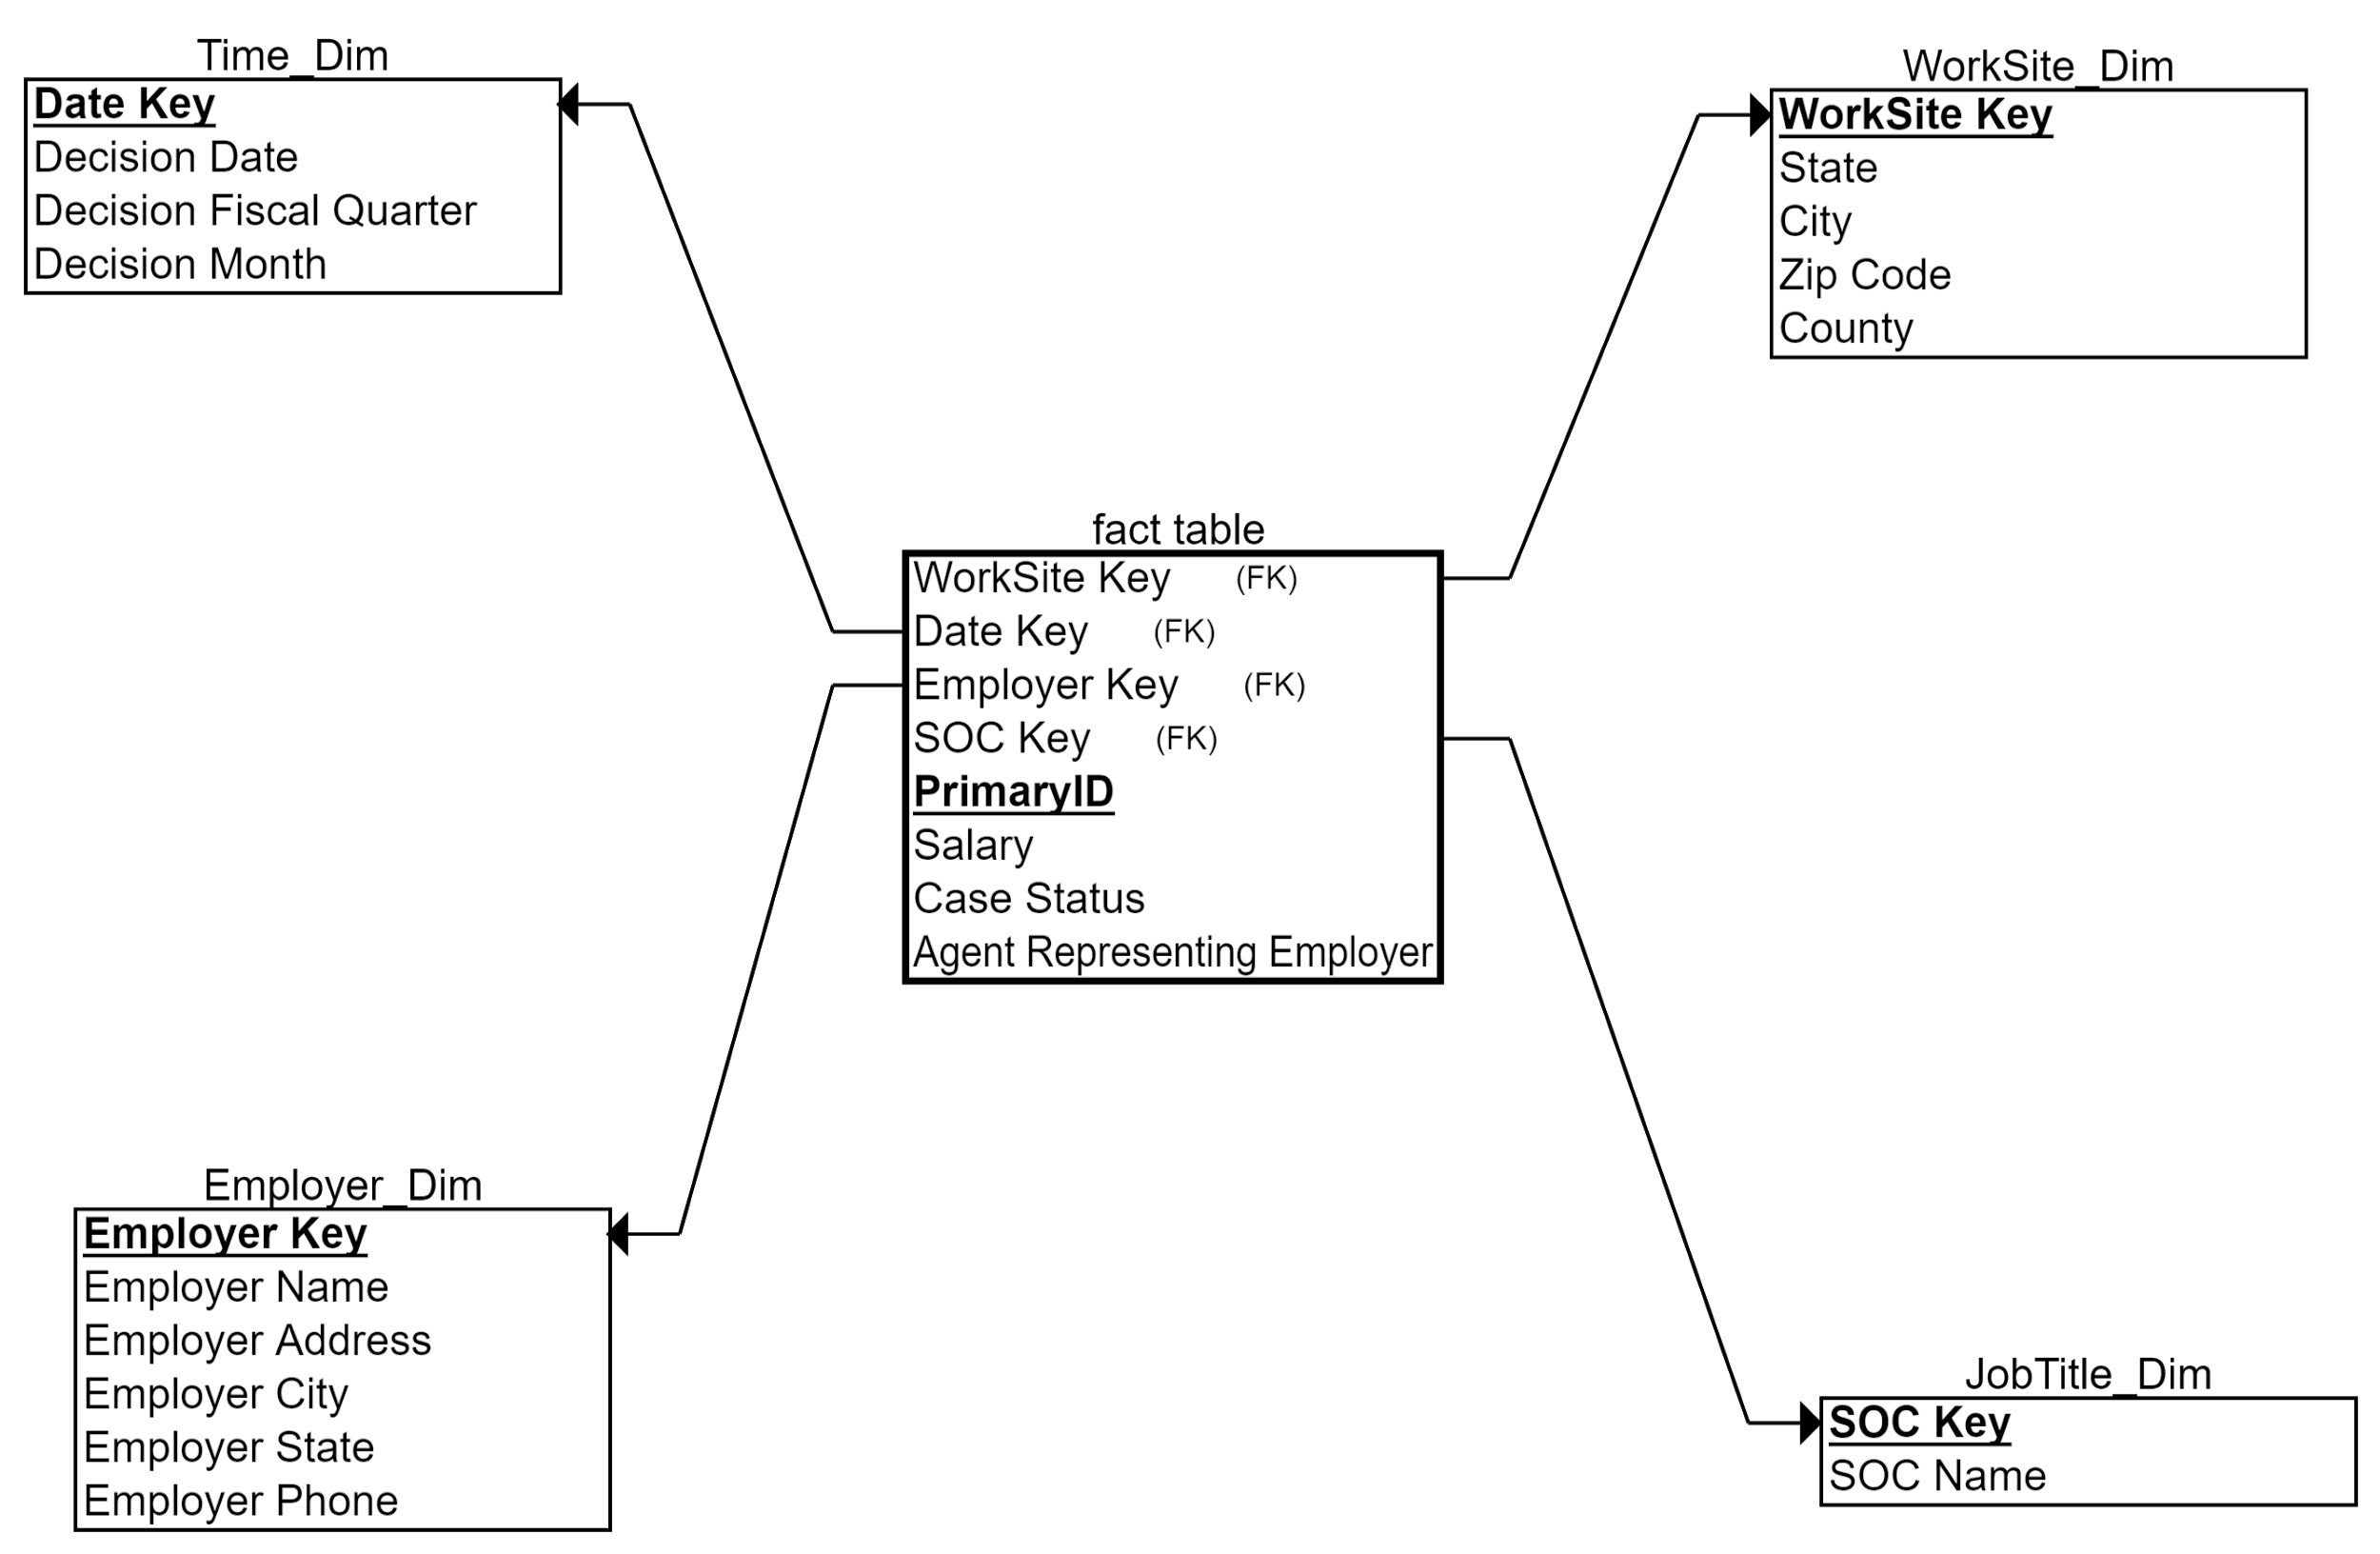 Time_Dim
Date Key
Decision Date
Decision Fiscal Quarter
Decision Month
WorkSite_Dim
WorkSite Key
State
City
Zip Code
County
fact table
WorkSite Key (FK)
Date Key (FK)
Employer Key (FK)
SOC Key (FK)
PrimaryID
Salary
Case Status
Agent Representing Employer
Employer_Dim
Employer Key
Employer Name
Employer Address
Employer City
Employer State
Employer Phone
JobTitle_Dim
SOC Key
SOC Name